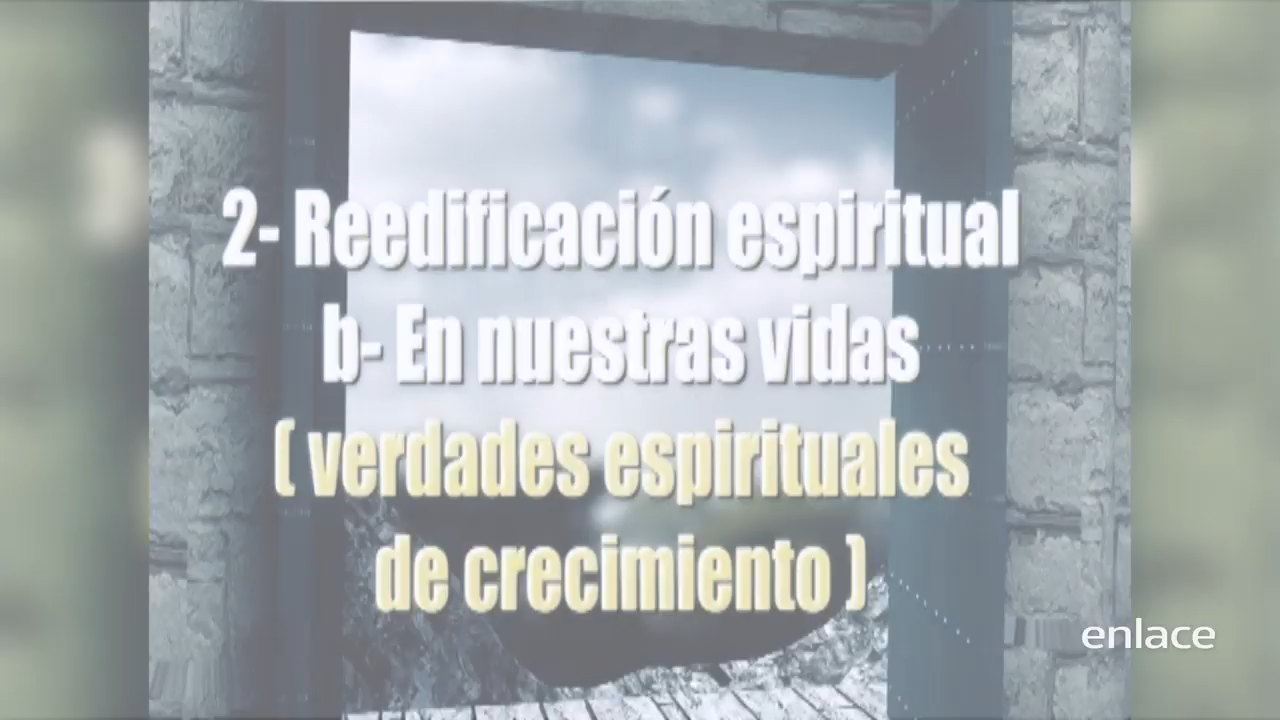 2- Reedificación espiritual
b- En nuestras vidas
( verdades espirituales
de crecimiento )
enlace